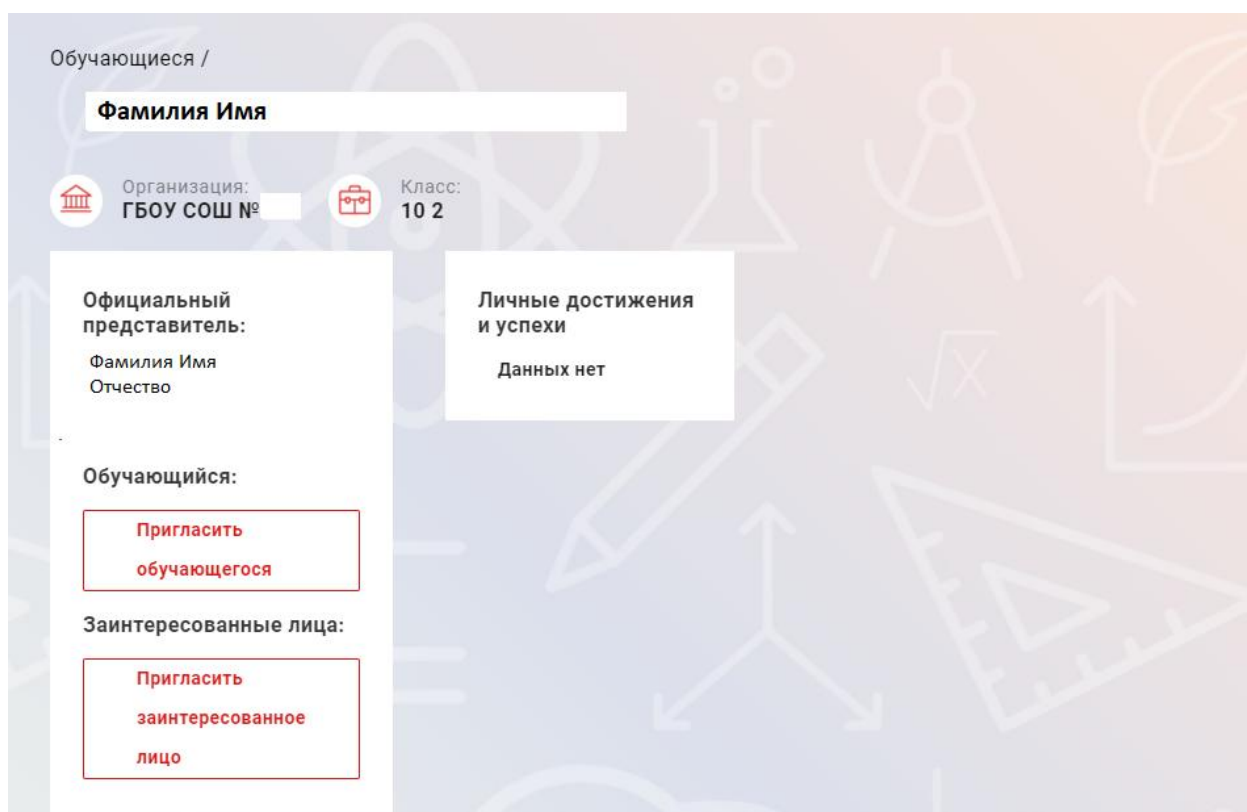 Обучающиеся /
Фамилия Имя
Организация:
ГБОУ СОШ №
Класс:
10 2
Официальный
представитель:
Фамилия Имя
Отчество
Личные достижения
и успехи
Данных нет
Обучающийся:
Пригласить
обучающегося
Заинтересованные лица:
Пригласить
заинтересованное
лицо
√x